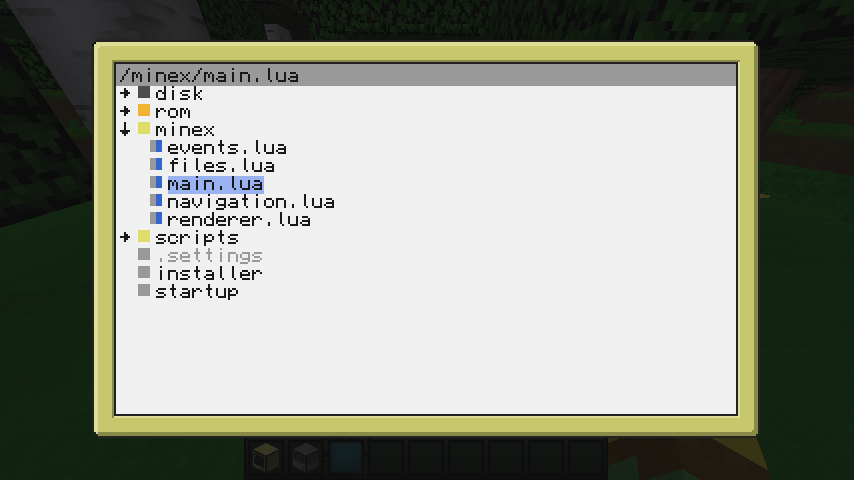 /minex/main.lua
disk
rom
minex
events.lua
files.lua
main.lua
navigation.lua
renderer.lua
scripts
.settings
installer
startup